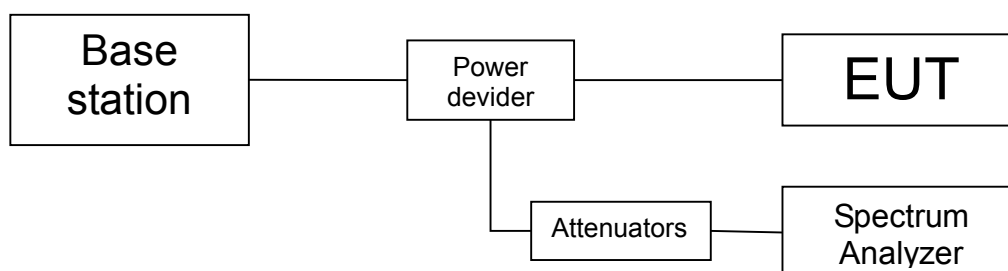 Base
station
Power
devider
EUT
Attenuators
Spectrum
Analyzer